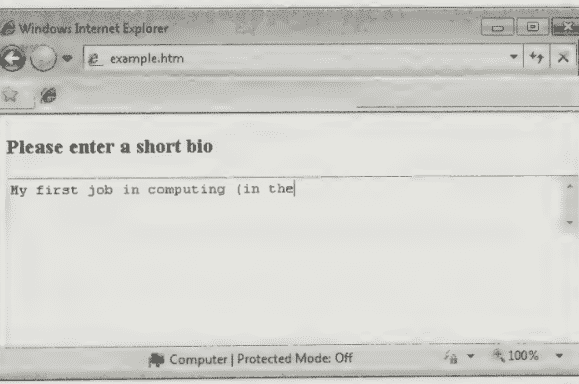 Windows Internet Explorer
example.htm
Please enter a short bio
My first job in computing (in the
Computer | Protected Mode: Off
100%